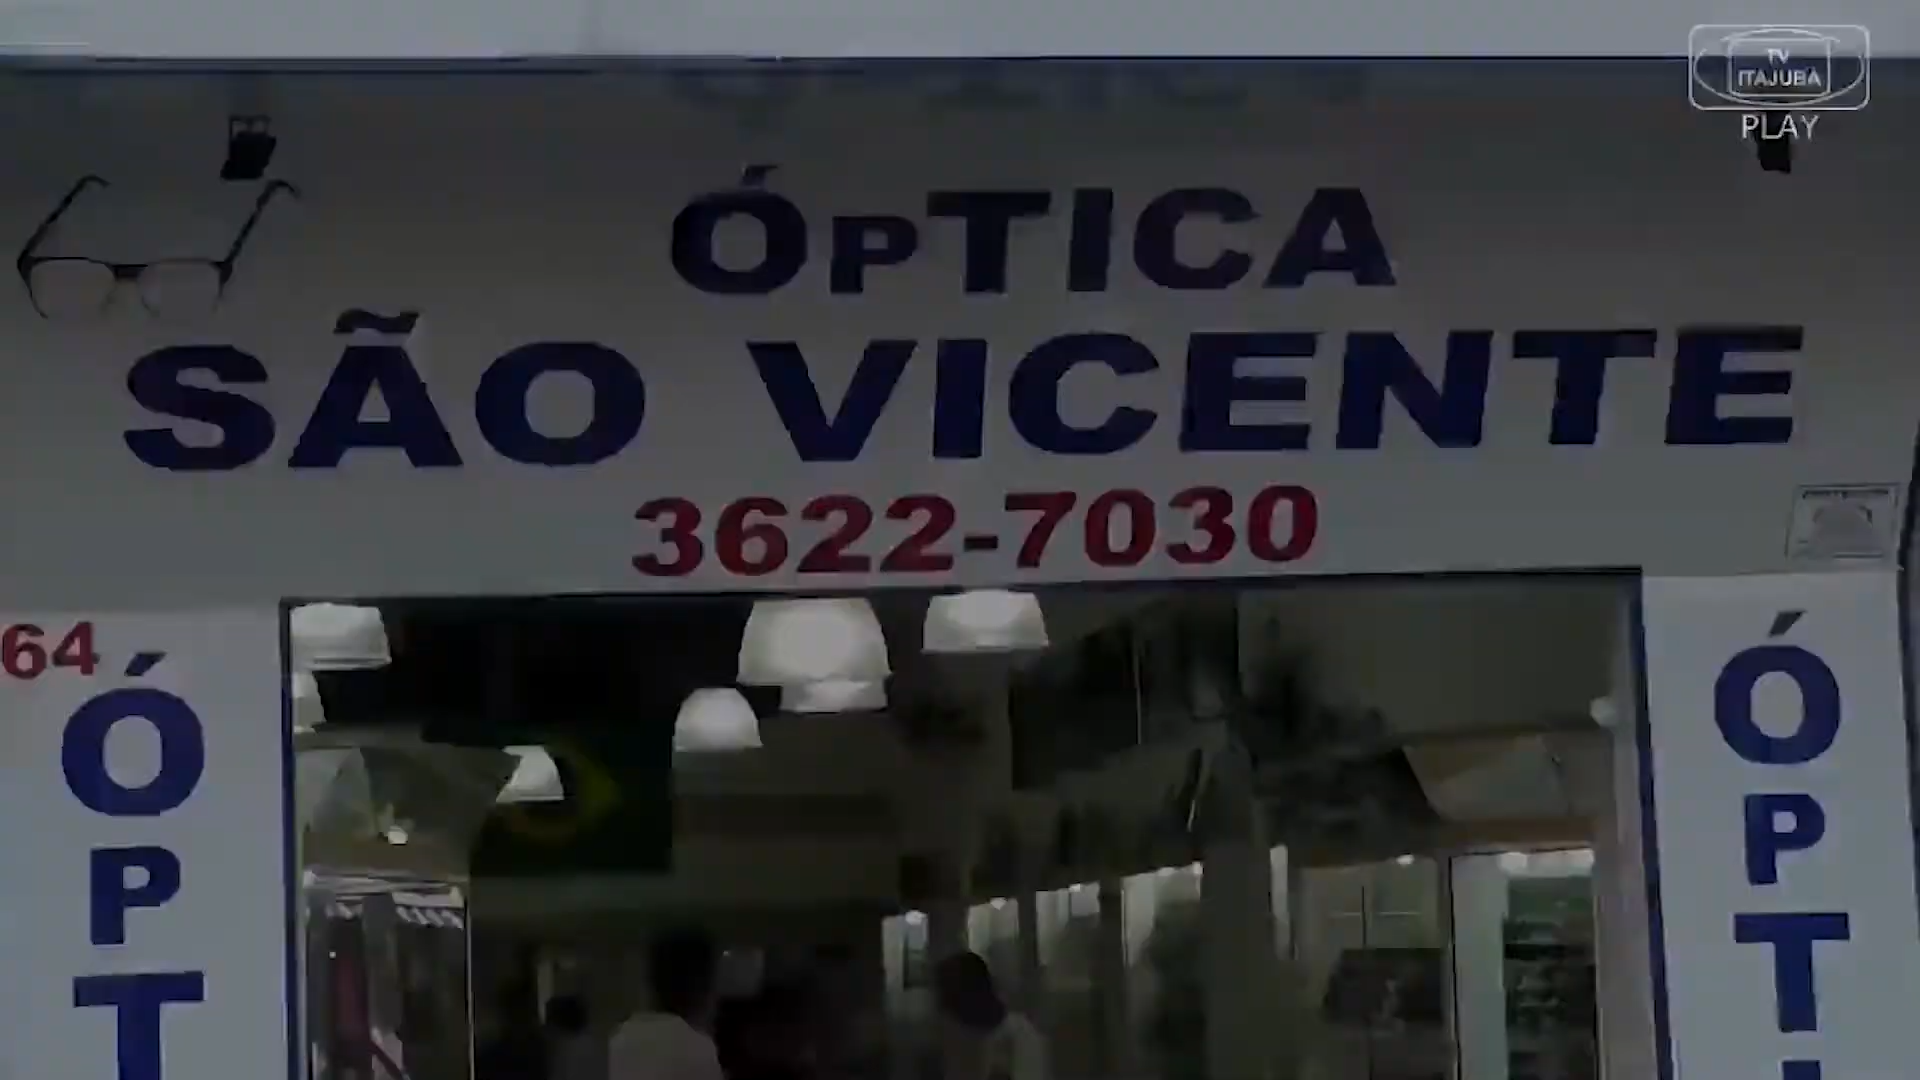 TV
ITAJUBÁ
PLAY
ÓPTICA
SÃO VICENTE
3622-7030
64
ÓPT
ÓPT